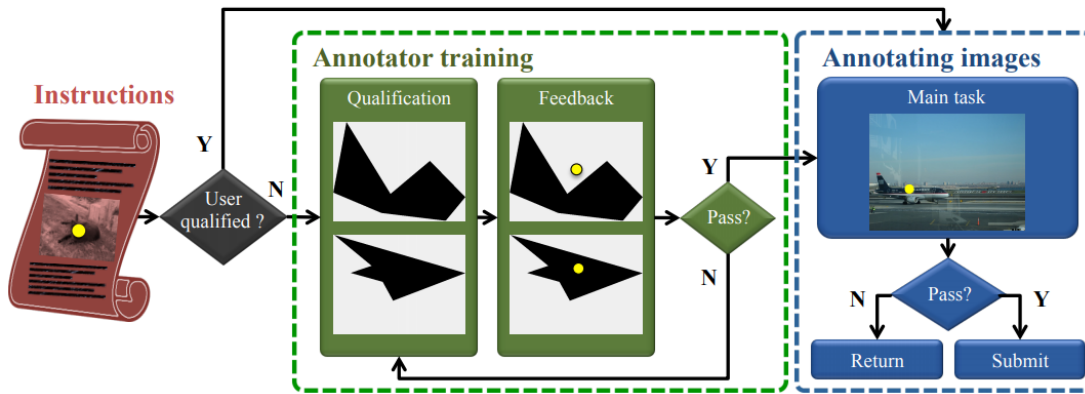 Instructions
Y
User
qualified ?
N
Annotator training
Qualification
Feedback
Y
Pass?
N
Annotating images
Main task
N
Pass?
Y
Return
Submit